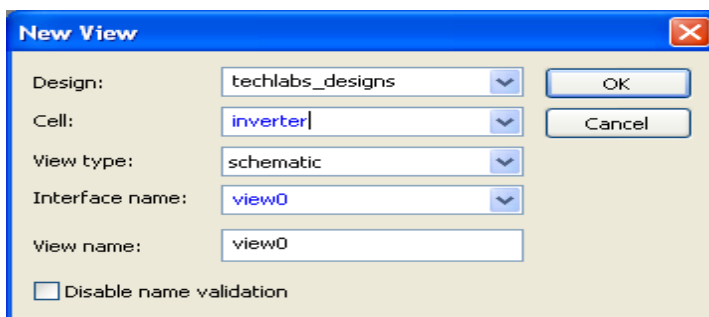 New View
Design: techlabs_designs OK
Cell: inverter Cancel
View type: schematic
Interface name: view0
View name: view0
Disable name validation